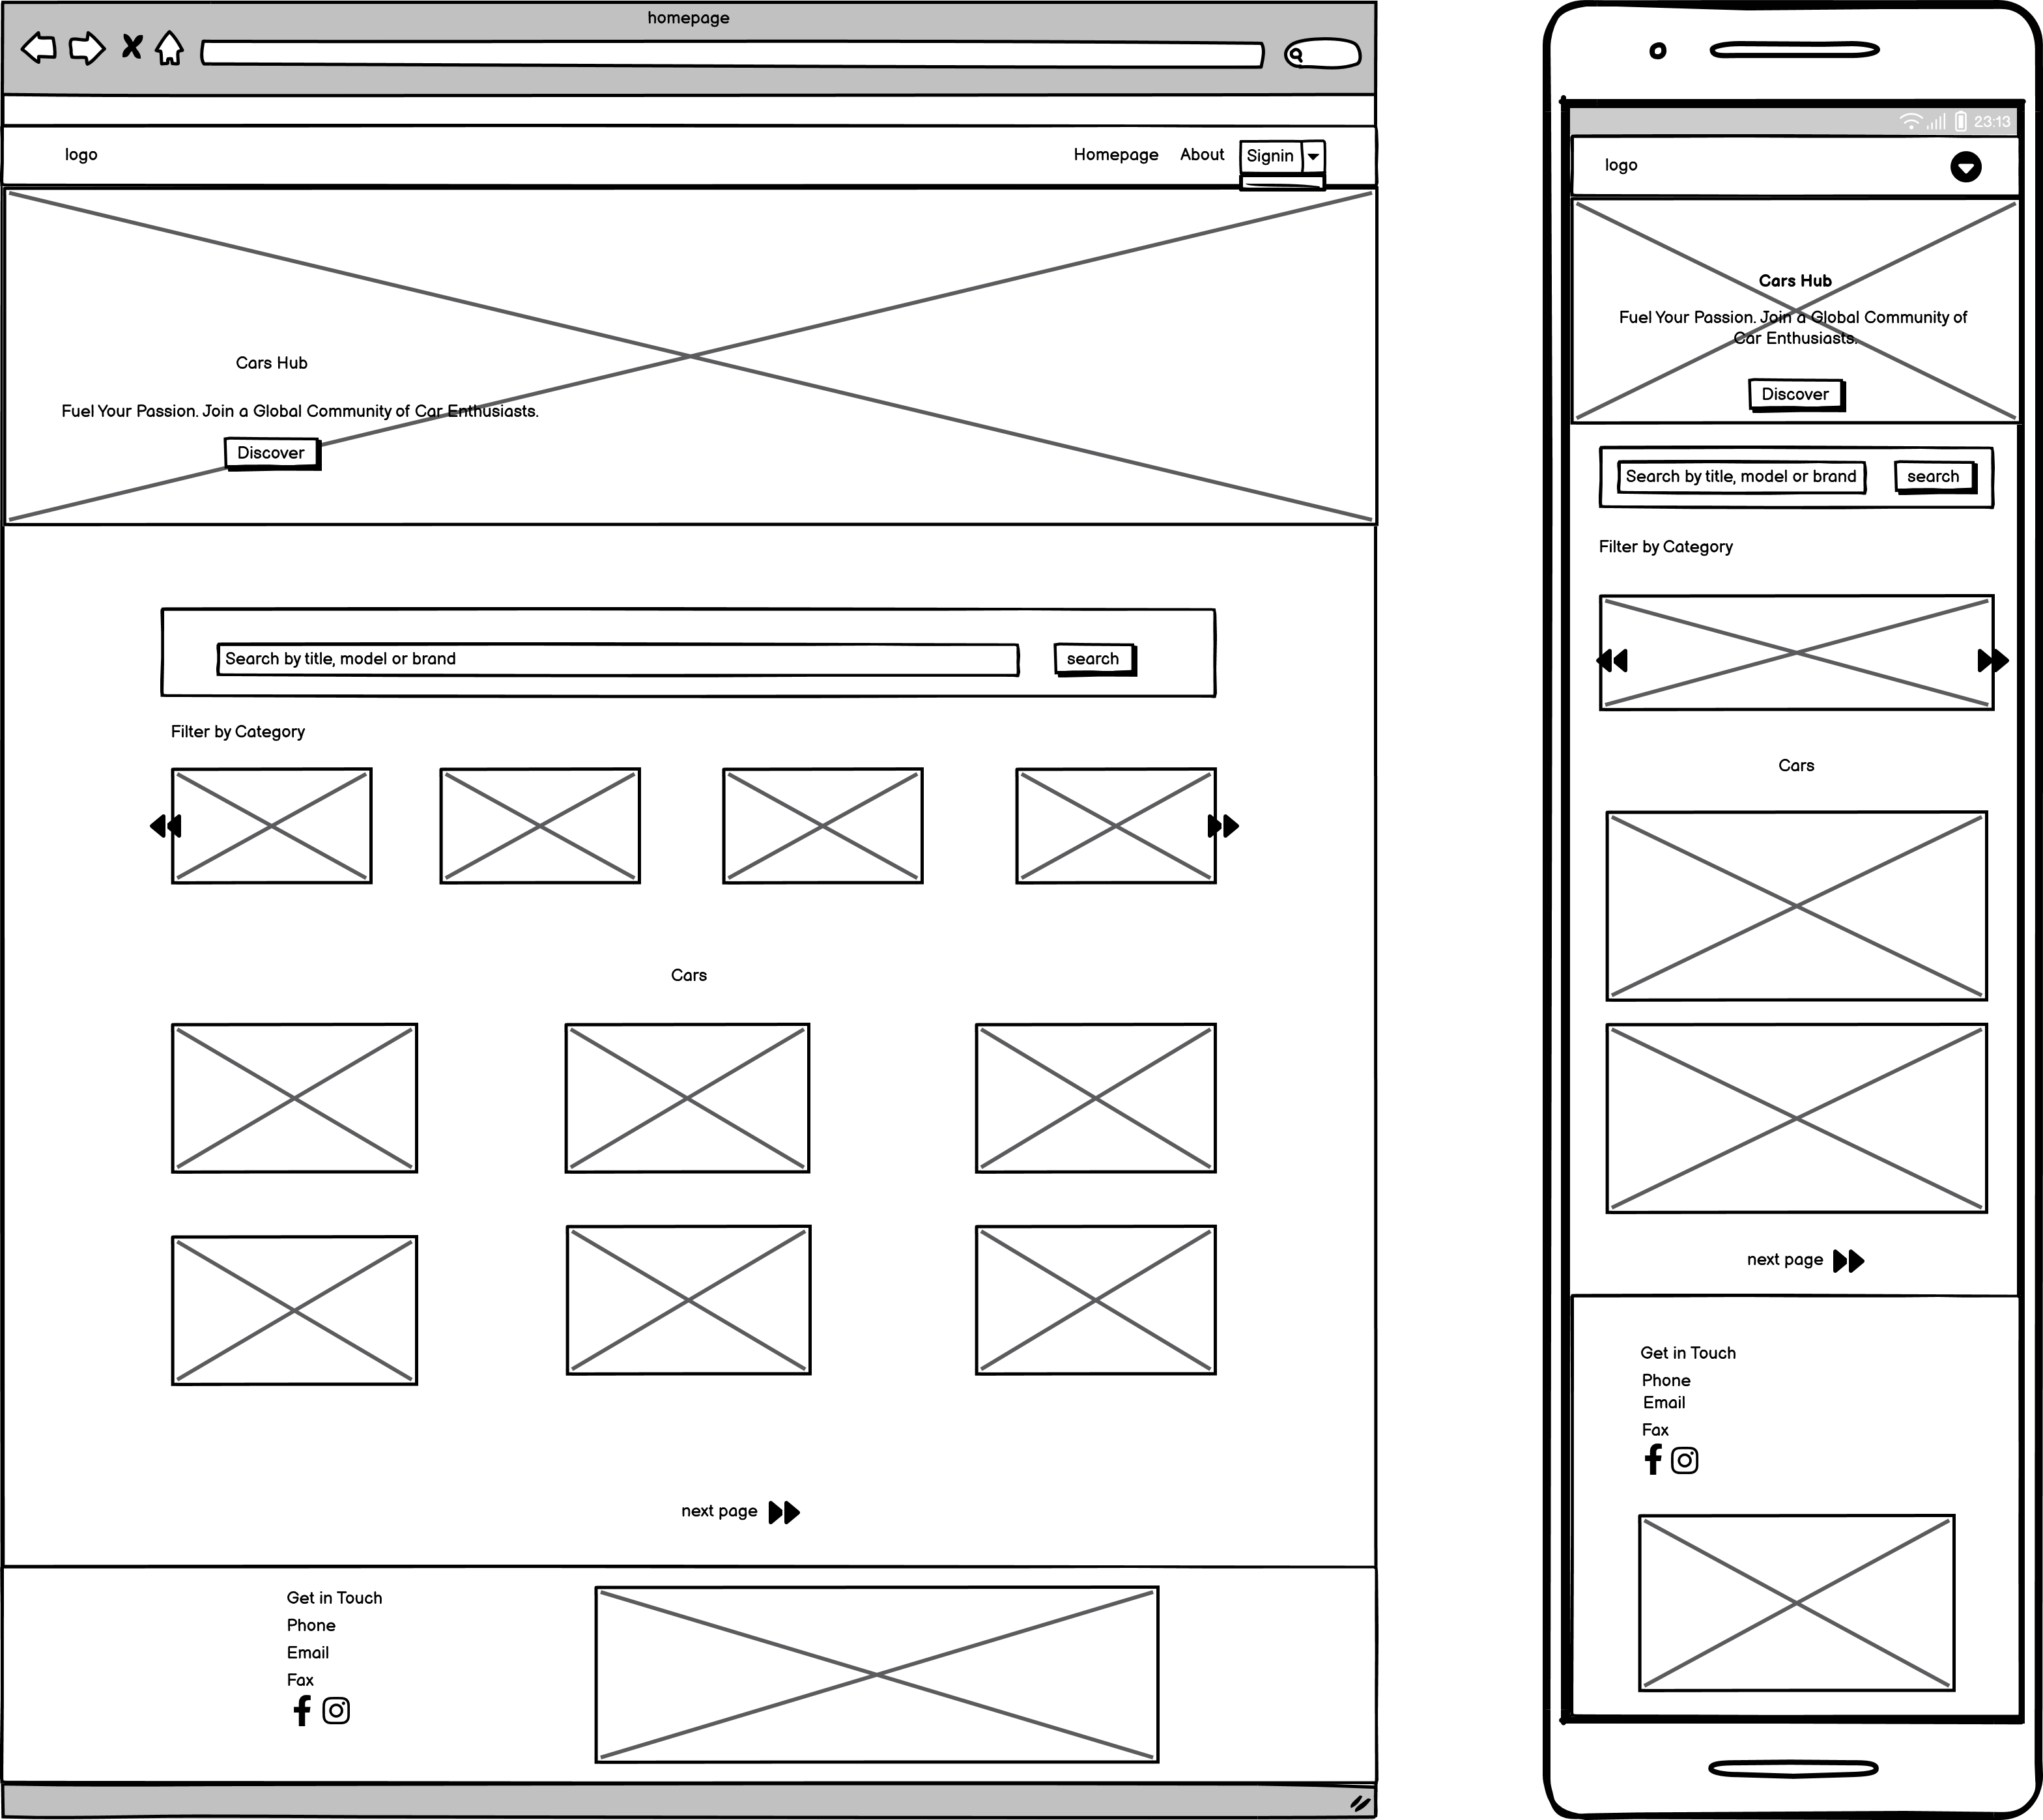 homepage
logo
Homepage About Signin
Cars Hub
Fuel Your Passion. Join a Global Community of Car Enthusiasts.
Discover
Search by title, model or brand
search
Filter by Category
Cars
next page
Get in Touch
Phone
Email
Fax
23:13
logo
Cars Hub
Fuel Your Passion. Join a Global Community of
Car Enthusiasts.
Discover
Search by title, model or brand
search
Filter by Category
Cars
next page
Get in Touch
Phone
Email
Fax